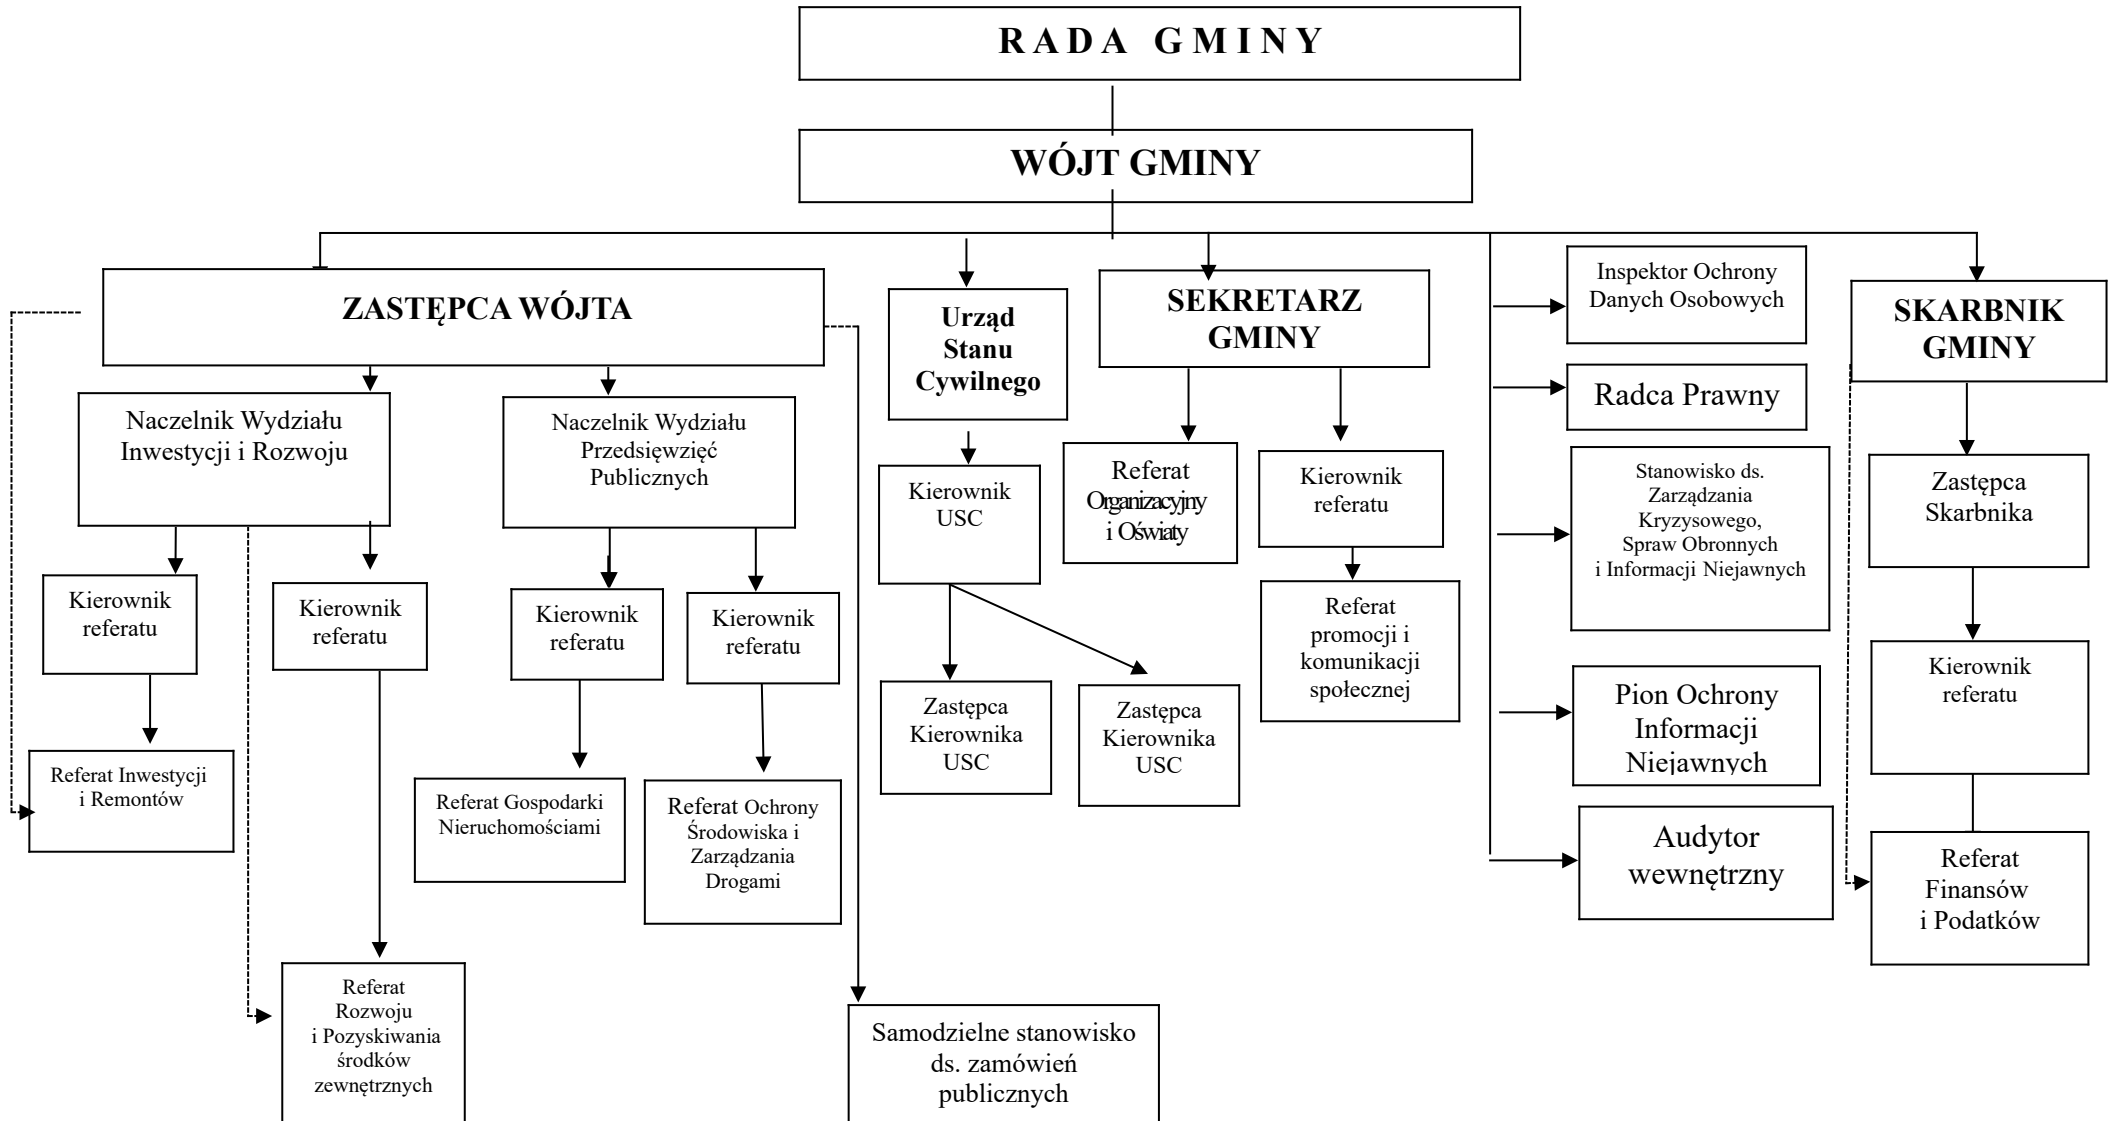 RADA GMINY
WÓJT GMINY
ZASTĘPCA WÓJTA
Urząd
Stanu
Cywilnego
SEKRETARZ
GMINY
Inspektor Ochrony
Danych Osobowych
SKARBNIK
GMINY
Radca Prawny
Naczelnik Wydziału
Inwestycji i Rozwoju
Naczelnik Wydziału
Przedsięwzięć
Publicznych
Kierownik
USC
Referat
Organizacyjny
i Oświaty
Kierownik
referatu
Stanowisko ds.
Zarządzania
Kryzysowego,
Spraw Obronnych
i Informacji Niejawnych
Zastępca
Skarbnika
Kierownik
referatu
Kierownik
referatu
Kierownik
referatu
Kierownik
referatu
Referat
promocji i
komunikacji
społecznej
Kierownik
referatu
Zastępca
Kierownika
USC
Zastępca
Kierownika
USC
Pion Ochrony
Informacji
Niejawnych
Referat Inwestycji
i Remontów
Referat Gospodarki
Nieruchomościami
Referat Ochrony
Środowiska i
Zarządzania
Drogami
Audytor
wewnętrzny
Referat
Finansów
i Podatków
Referat
Rozwoju
i Pozyskiwania
środków
zewnętrznych
Samodzielne stanowisko
ds. zamówień
publicznych